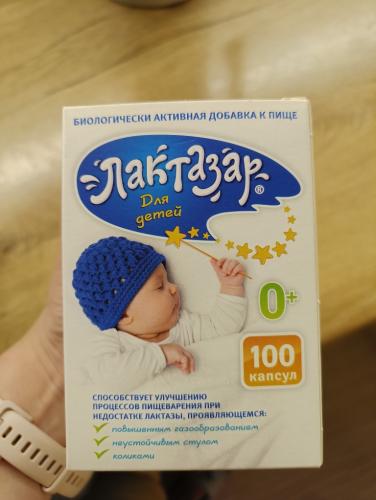 БИОЛОГИЧЕСКИ АКТИВНАЯ ДОБАВКА К ПИЩЕ
Лактазар®
Для
детей
0+
100
капсул
СПОСОБСТВУЕТ УЛУЧШЕНИЮ
ПРОЦЕССОВ ПИЩЕВАРЕНИЯ ПРИ
НЕДОСТАТКЕ ЛАКТАЗЫ, ПРОЯВЛЯЮЩЕМСЯ:
повышенным газообразованием
неустойчивым стулом
коликами